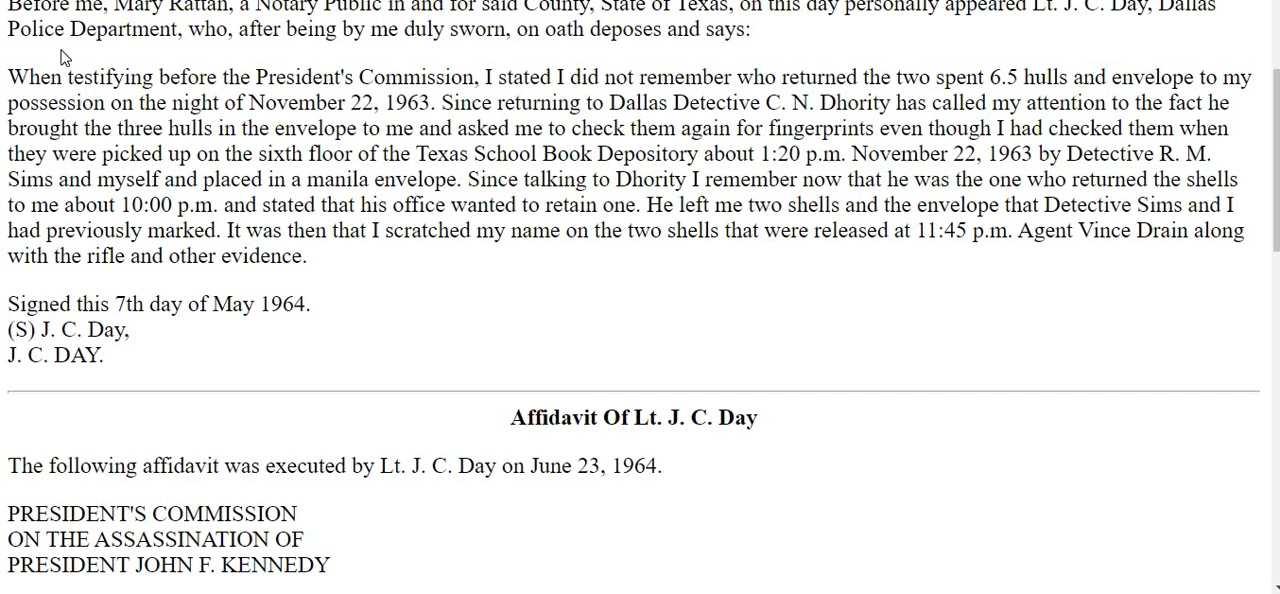 Before me, Mary Rattan, a Notary Public in and for said County, State of Texas, on this day personally appeared Lt. J. C. Day, Dallas
Police Department, who, after being by me duly sworn, on oath deposes and says:
When testifying before the President's Commission, I stated I did not remember who returned the two spent 6.5 hulls and envelope to my
possession on the night of November 22, 1963. Since returning to Dallas Detective C. N. Dhority has called my attention to the fact he
brought the three hulls in the envelope to me and asked me to check them again for fingerprints even though I had checked them when
they were picked up on the sixth floor of the Texas School Book Depository about 1:20 p.m. November 22, 1963 by Detective R. M.
Sims and myself and placed in a manila envelope. Since talking to Dhority I remember now that he was the one who returned the shells
to me about 10:00 p.m. and stated that his office wanted to retain one. He left me two shells and the envelope that Detective Sims and I
had previously marked. It was then that I scratched my name on the two shells that were released at 11:45 p.m. Agent Vince Drain along
with the rifle and other evidence.
Signed this 7th day of May 1964.
(S) J. C. Day,
J. C. DAY.
Affidavit Of Lt. J. C. Day
The following affidavit was executed by Lt. J. C. Day on June 23, 1964.
PRESIDENT'S COMMISSION
ON THE ASSASSINATION OF
PRESIDENT JOHN F. KENNEDY